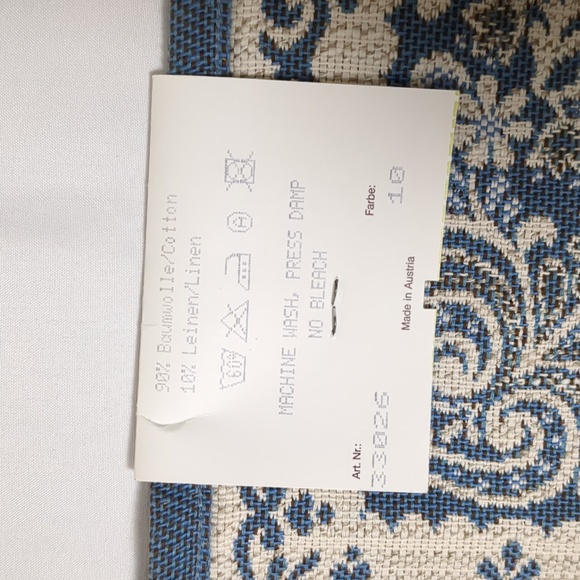 90% Baumwolle/Cotton
10% Leinen/Linen
60° A
MACHINE WASH, PRESS DAMP
NO BLEACH
Art. Nr.: Made in Austria Farbe:
33026 10